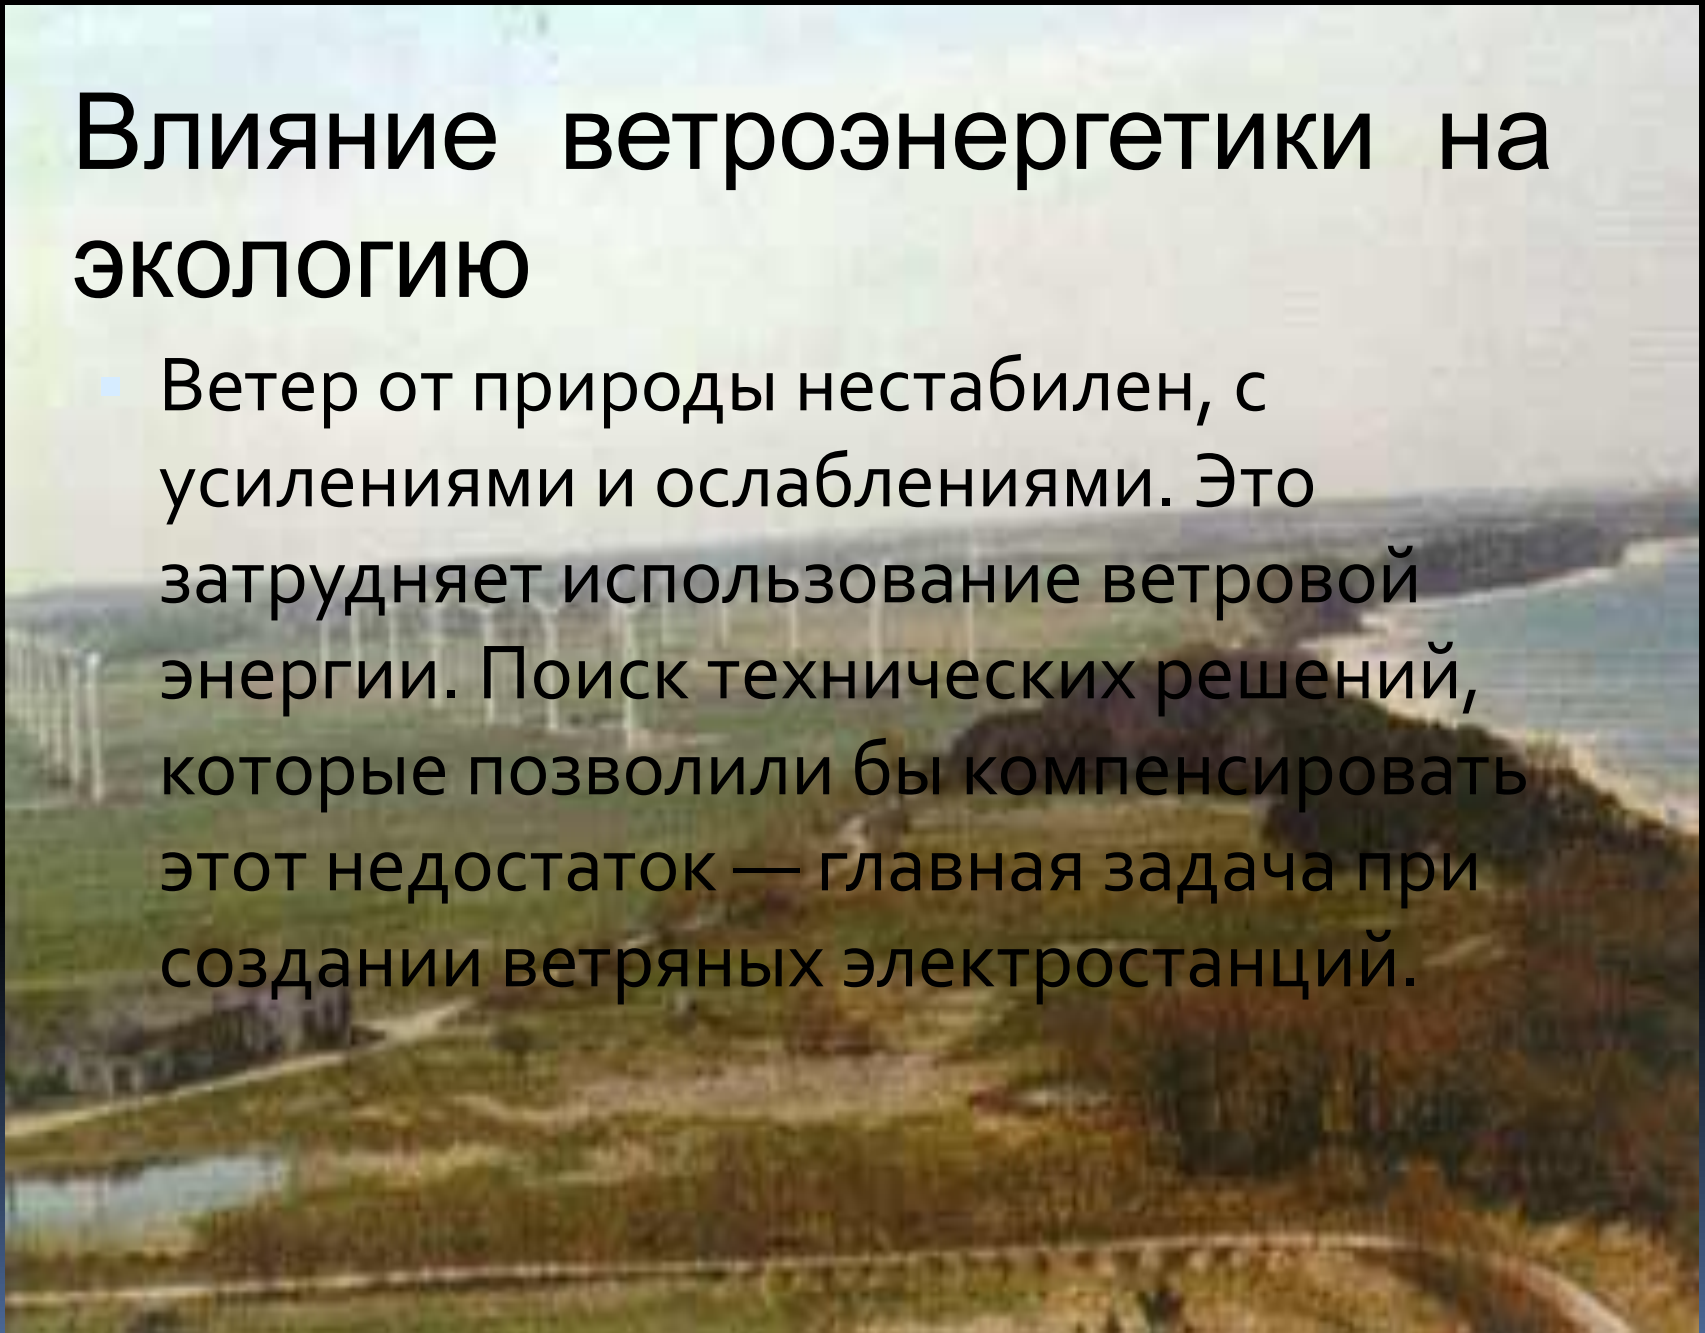 Влияние ветроэнергетики на
экологию
Ветер от природы нестабилен, с
усилениями и ослаблениями. Это
затрудняет использование ветровой
энергии. Поиск технических решений,
которые позволили бы компенсировать
этот недостаток — главная задача при
создании ветряных электростанций.